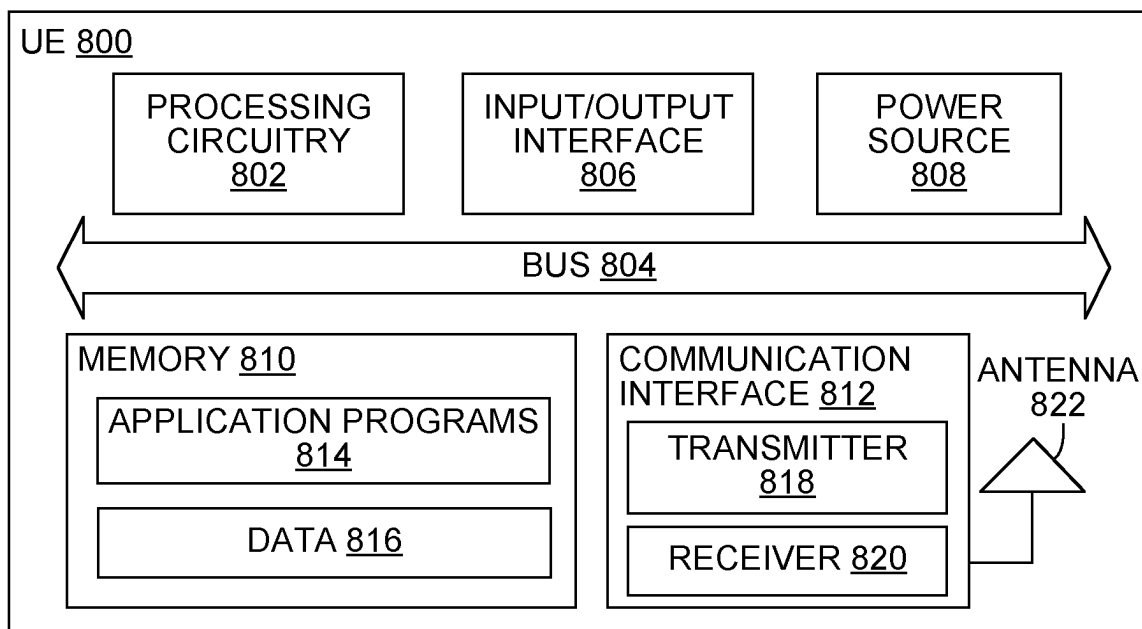 UE 800
PROCESSING
CIRCUITRY
802
INPUT/OUTPUT
INTERFACE
806
POWER
SOURCE
808
BUS 804
MEMORY 810
APPLICATION PROGRAMS
814
DATA 816
COMMUNICATION
INTERFACE 812
TRANSMITTER
818
RECEIVER 820
ANTENNA
822